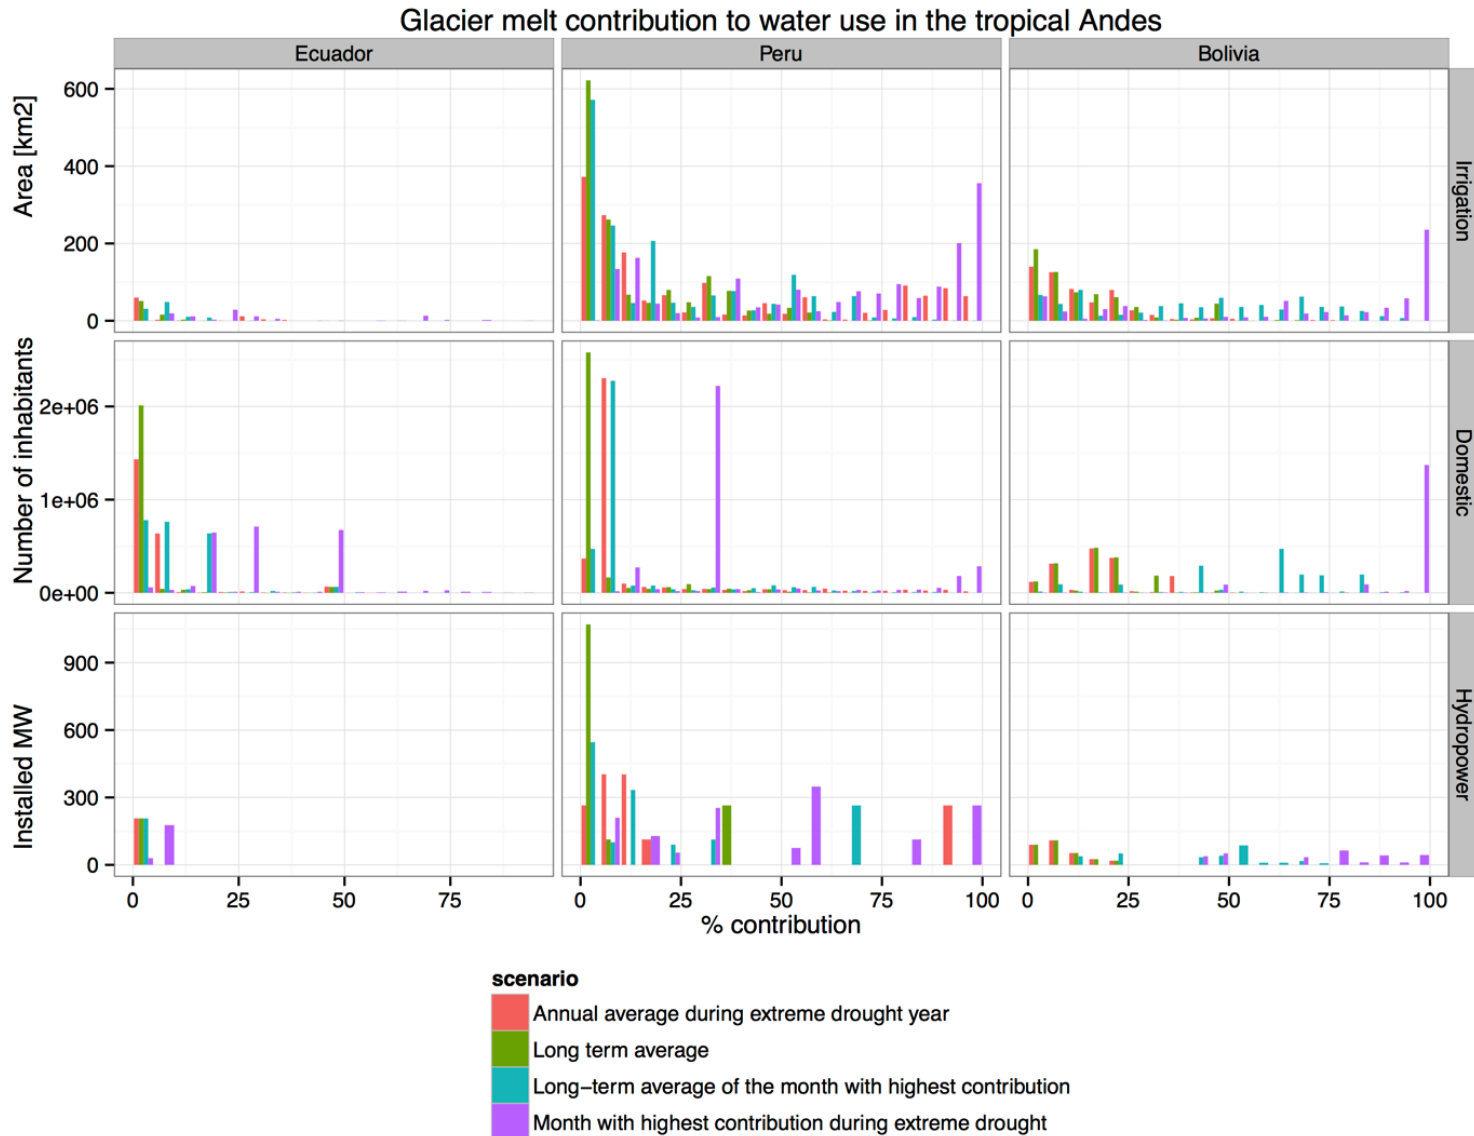 Glacier melt contribution to water use in the tropical Andes
Ecuador
Peru
Bolivia
Area [km2]
600
400
200
0
Irrigation
Number of inhabitants
2e+06
1e+06
0e+00
Domestic
Installed MW
900
600
300
0
Hydropower
0 25 50 75
0 25 50 75 100
0 25 50 75 100
% contribution
scenario
Annual average during extreme drought year
Long term average
Long−term average of the month with highest contribution
Month with highest contribution during extreme drought